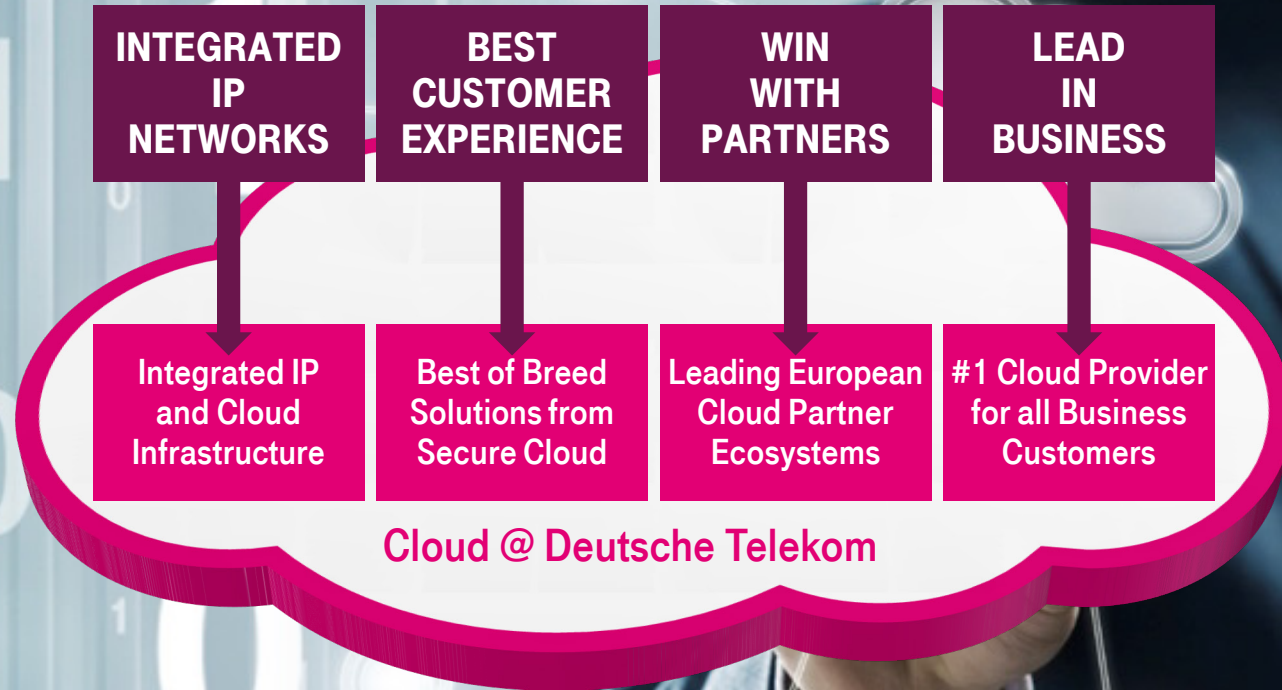 INTEGRATED
IP
NETWORKS
BEST
CUSTOMER
EXPERIENCE
WIN
WITH
PARTNERS
LEAD
IN
BUSINESS
Integrated IP
and Cloud
Infrastructure
Best of Breed
Solutions from
Secure Cloud
Leading European
Cloud Partner
Ecosystems
#1 Cloud Provider
for all Business
Customers
Cloud @ Deutsche Telekom
0
1